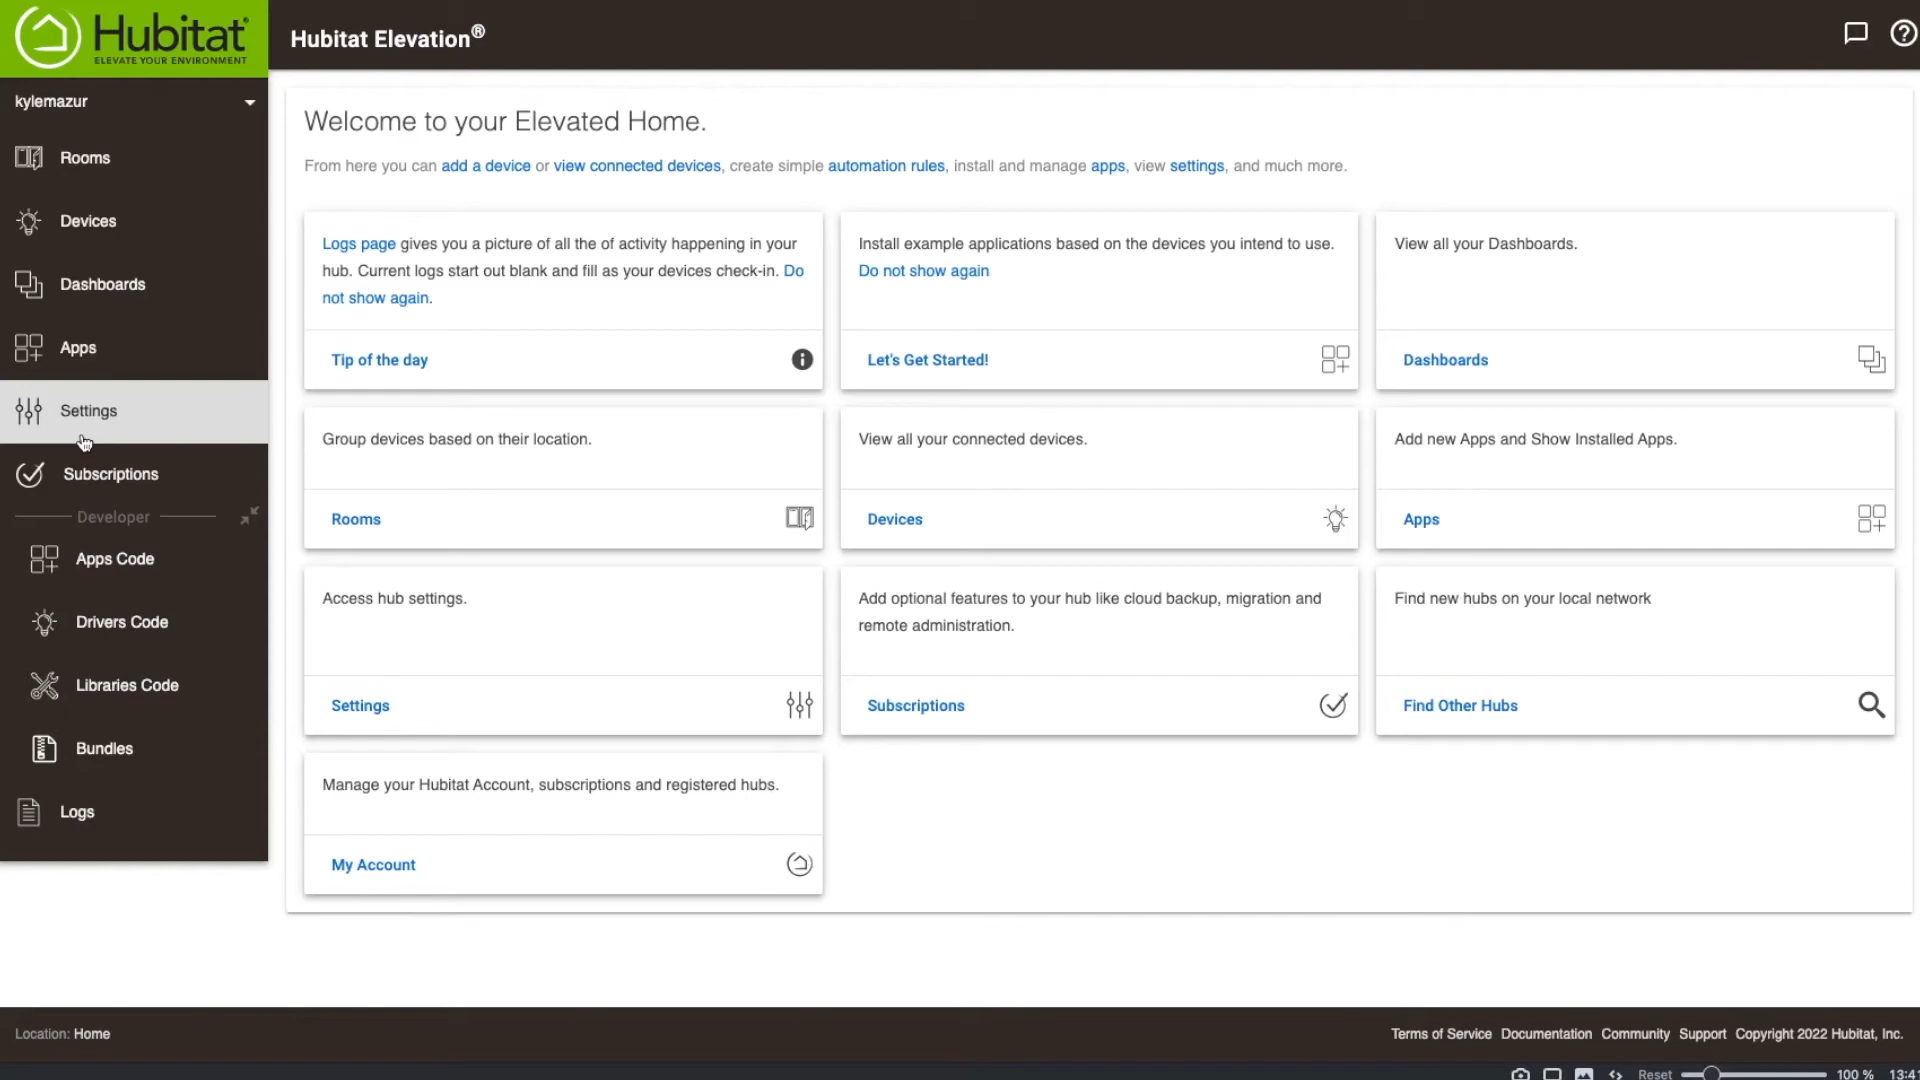 Hubitat®
ELEVATE YOUR ENVIRONMENT
Hubitat Elevation®
kylemazur
Rooms
Devices
Dashboards
Apps
Settings
Subscriptions
Developer
Apps Code
Drivers Code
Libraries Code
Bundles
Logs
Welcome to your Elevated Home.
From here you can add a device or view connected devices, create simple automation rules, install and manage apps, view settings, and much more.
Logs page gives you a picture of all the of activity happening in your
hub. Current logs start out blank and fill as your devices check-in. Do
not show again.
Tip of the day
Install example applications based on the devices you intend to use.
Do not show again
Let's Get Started!
View all your Dashboards.
Dashboards
Group devices based on their location.
Rooms
View all your connected devices.
Devices
Add new Apps and Show Installed Apps.
Apps
Access hub settings.
Settings
Add optional features to your hub like cloud backup, migration and
remote administration.
Subscriptions
Find new hubs on your local network
Find Other Hubs
Manage your Hubitat Account, subscriptions and registered hubs.
My Account
Location: Home
Terms of Service Documentation Community Support Copyright 2022 Hubitat, Inc.
Reset 100 % 13:41